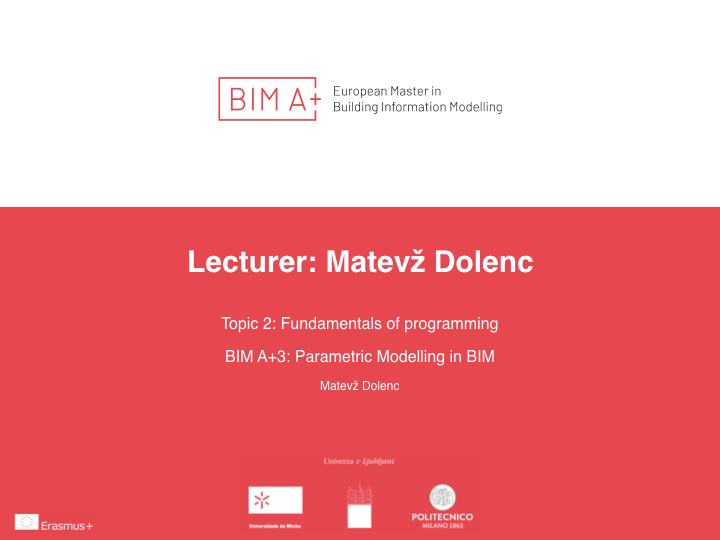 BIM A+
European Master in
Building Information Modelling
Lecturer: Matevž Dolenc
Topic 2: Fundamentals of programming
BIM A+3: Parametric Modelling in BIM
Matevž Dolenc
Univerza v Ljubljani
Universidade do Minho
POLITECNICO
MILANO 1863
Erasmus+